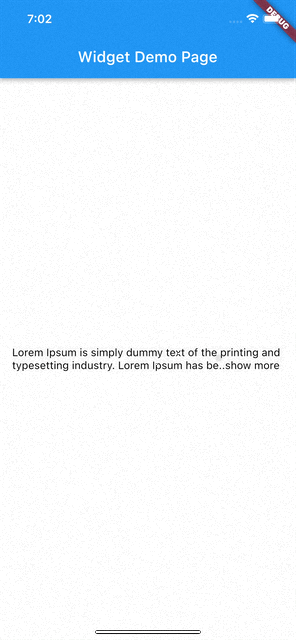 7:02
DEBUG
Widget Demo Page
Lorem Ipsum is simply dummy text of the printing and
typesetting industry. Lorem Ipsum has be..show more